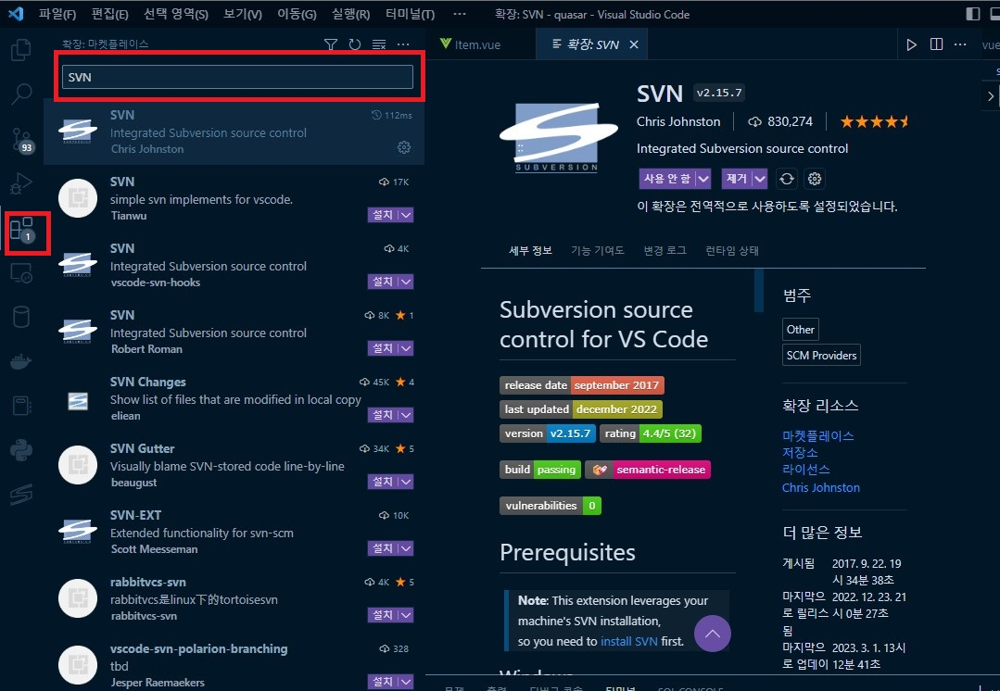 파일(F) 편집(E) 선택 영역(S) 보기(V) 이동(G) 실행(R) 터미널(T) ··· 확장: SVN - quasar - Visual Studio Code
확장: 마켓플레이스
SVN
SVN 112ms
Integrated Subversion source control
Chris Johnston
SVN 17K
simple svn implements for vscode.
Tianwu 설치
SVN 4K
Integrated Subversion source control
vscode-svn-hooks 설치
SVN 8K ★ 1
Integrated Subversion source control
Robert Roman 설치
SVN Changes 45K ★ 4
Show list of files that are modified in local copy
eliean 설치
SVN Gutter 34K ★ 5
Visually blame SVN-stored code line-by-line
beaugust 설치
SVN-EXT 10K
Extended functionality for svn-scm
Scott Meesseman 설치
rabbitvcs-svn 4K ★ 5
rabbitvcs是linux下的tortoisesvn
rabbitvcs-svn 설치
vscode-svn-polarion-branching 328
tbd
Jesper Raemaekers 설치
93
1
Item.vue 확장: SVN
vue
SUBVERSION
SVN v2.15.7
Chris Johnston 830,274
Integrated Subversion source control
사용 안 함 제거
이 확장은 전역적으로 사용하도록 설정되었습니다.
세부 정보 기능 기여도 변경 로그 런타임 상태
Subversion source
control for VS Code
release date september 2017
last updated december 2022
version v2.15.7 rating 4.4/5 (32)
build passing semantic-release
vulnerabilities 0
Prerequisites
Note: This extension leverages your
machine's SVN installation,
so you need to install SVN first.
Windows
범주
Other
SCM Providers
확장 리소스
마켓플레이스
저장소
라이선스
Chris Johnston
더 많은 정보
게시됨 2017. 9. 22. 19
시 34분 38초
마지막으 2022. 12. 23. 21
로 릴리스 시 0분 27초
됨
마지막으 2023. 3. 1. 13시
로 업데이 12분 41초
문제 출력 디버그 콘솔 터미널 SQL CONSOLE